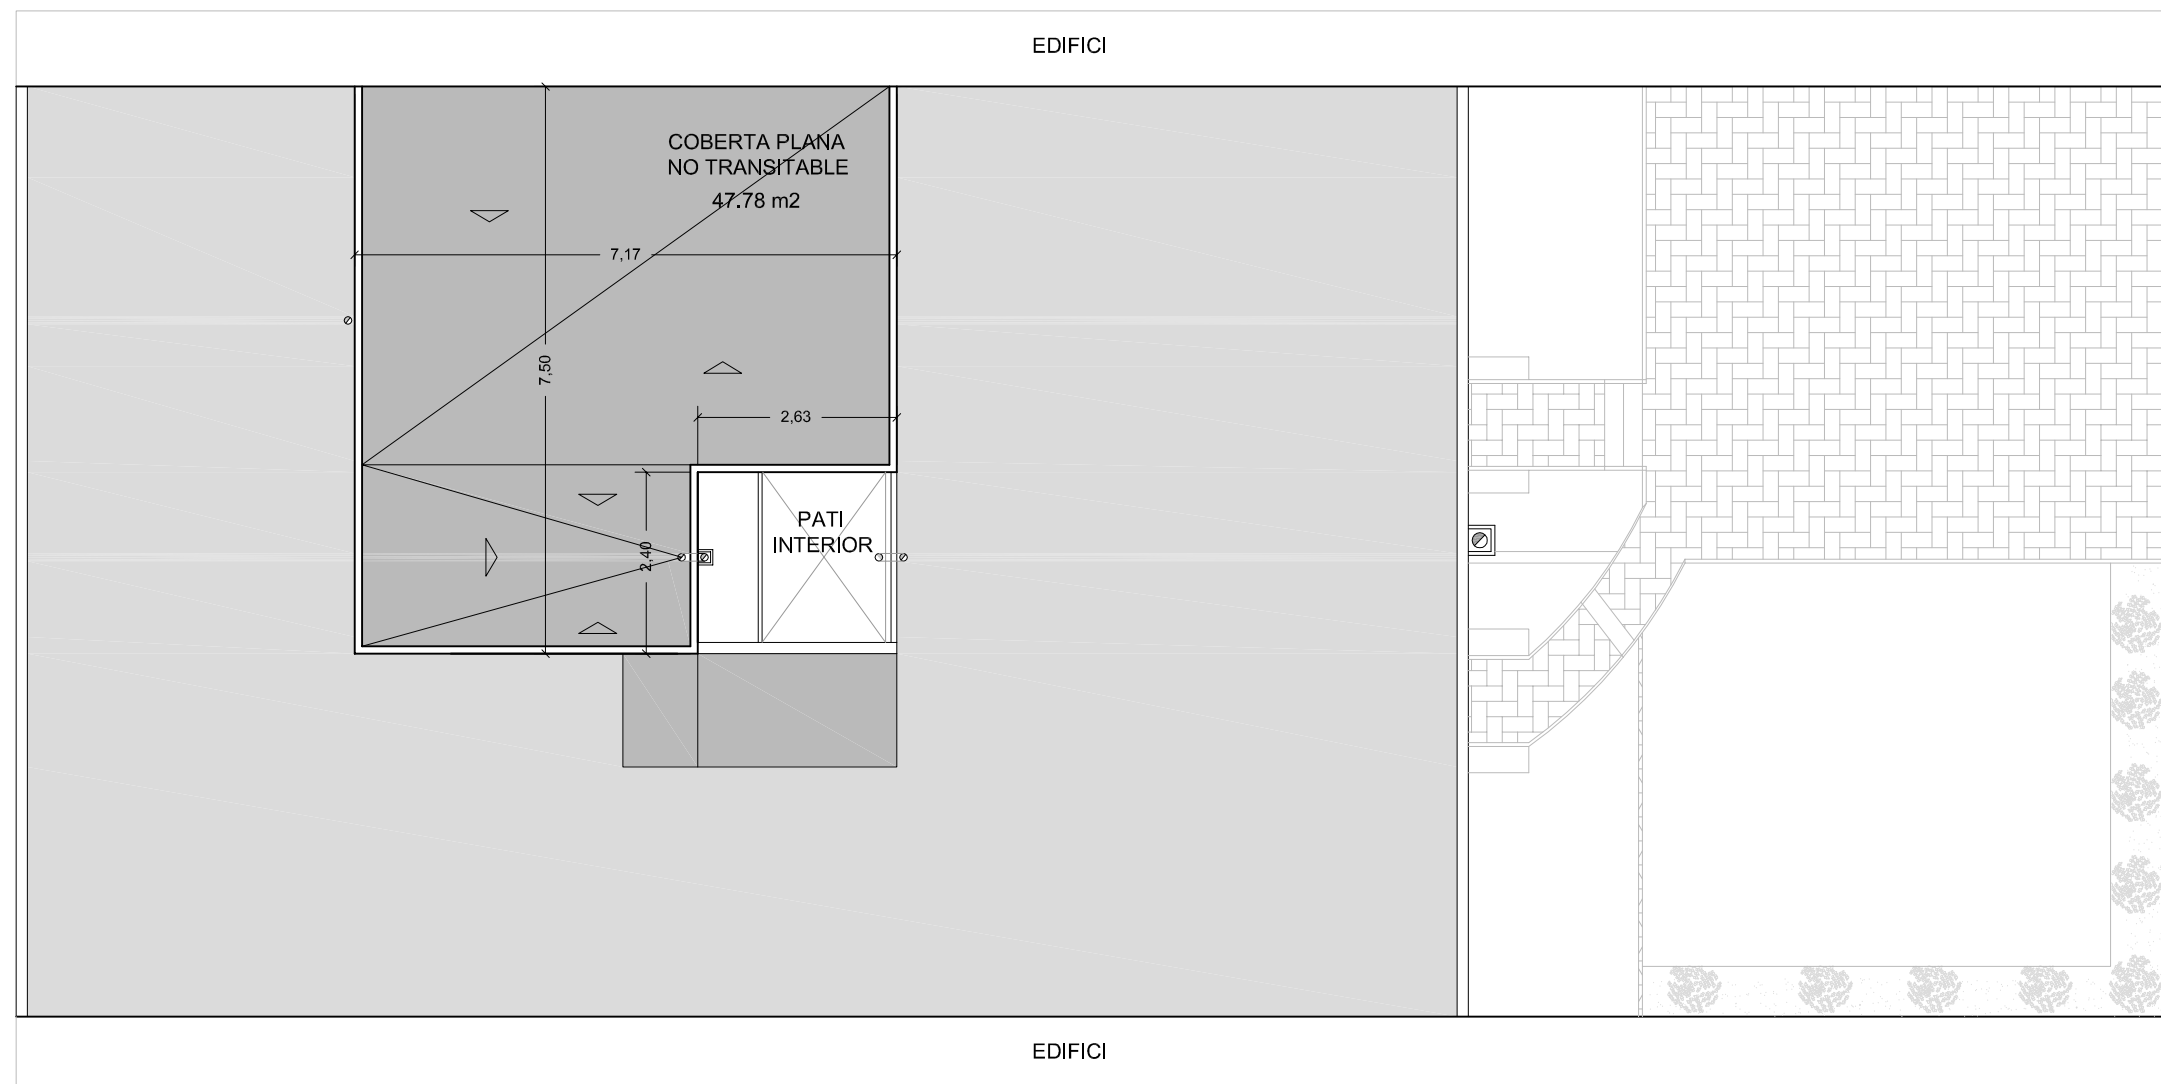 EDIFICI
COBERTA PLANA
NO TRANSITABLE
47.78 m2
7,17
7,50
2,63
2,40
PATI
INTERIOR
EDIFICI